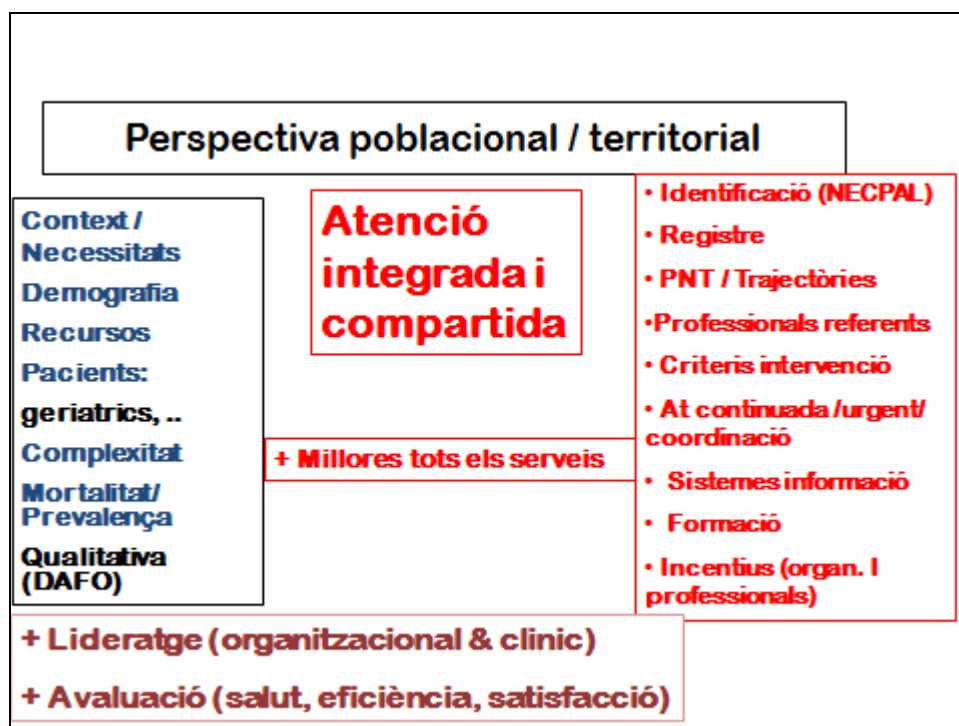 Perspectiva poblacional / territorial
Context /
Necessitats
Demografia
Recursos
Pacients:
geriatrics, ..
Complexitat
Mortalitat/
Prevalença
Qualitativa
(DAFO)
Atenció
integrada i
compartida
+ Millores tots els serveis
• Identificació (NECPAL)
• Registre
• PNT / Trajectòries
•Professionals referents
• Criteris intervenció
• At continuada /urgent/
coordinació
• Sistemes informació
• Formació
• Incentius (organ. I
professionals)
+ Lideratge (organitzacional & clinic)
+ Avaluació (salut, eficiència, satisfacció)